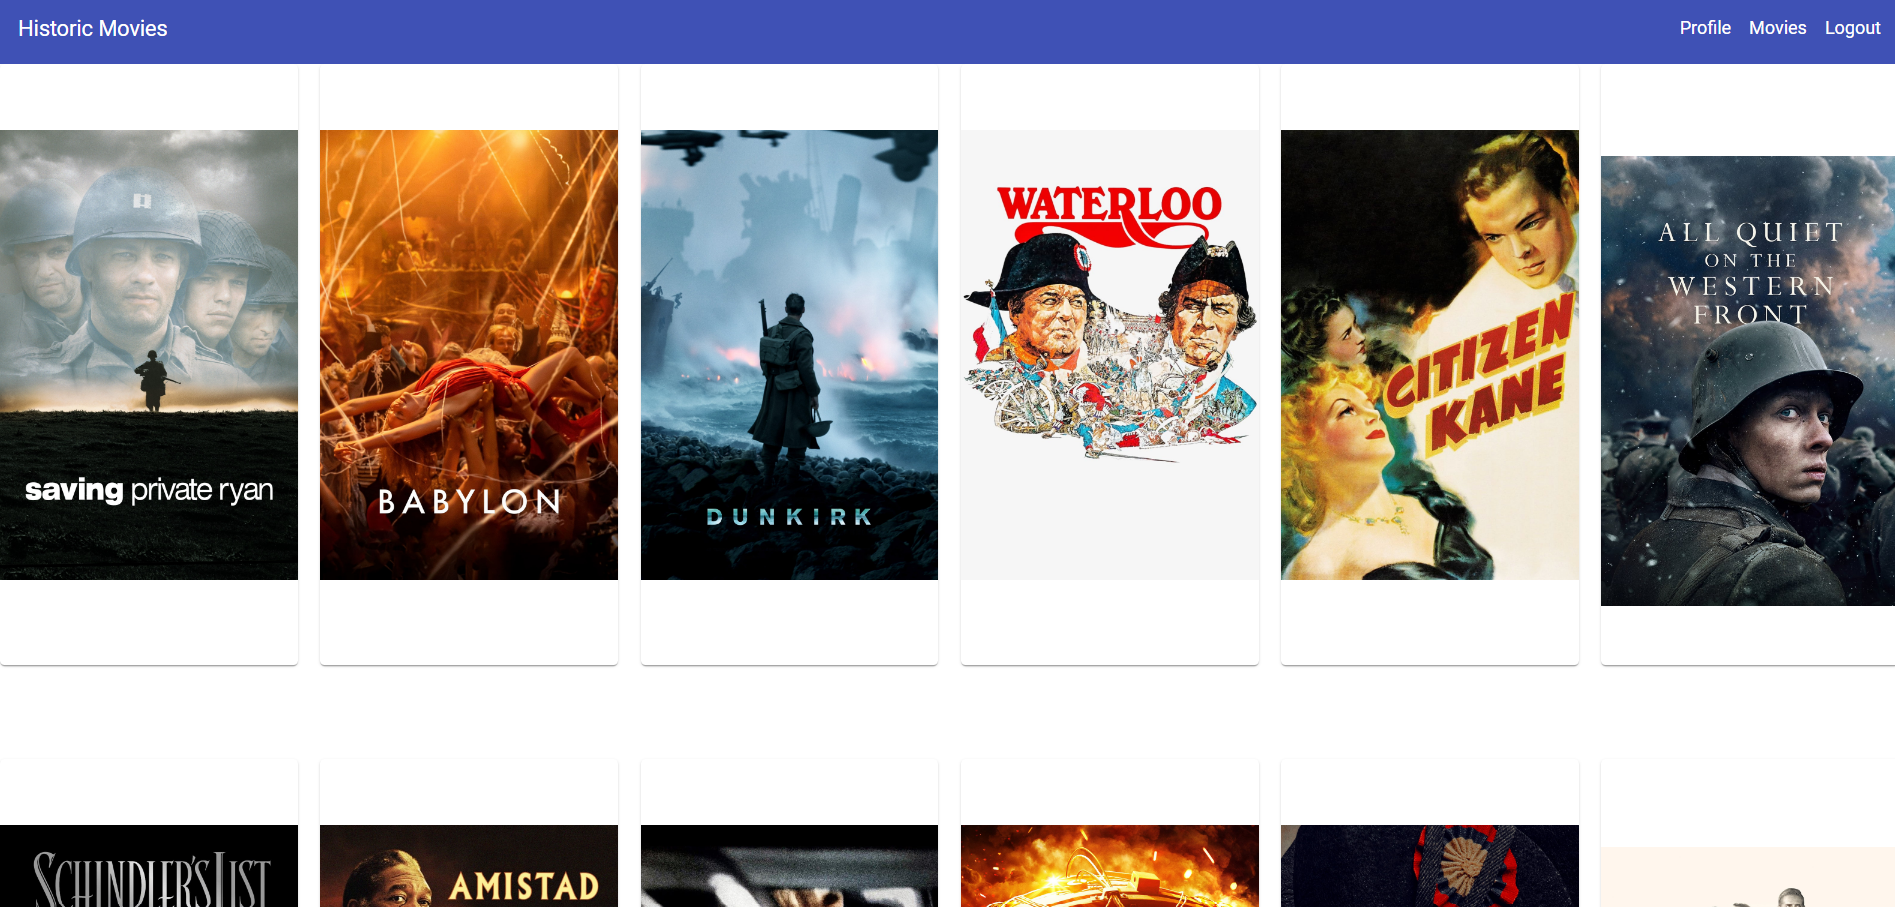 Historic Movies
Profile Movies Logout
saving private ryan
BABYLON
DUNKIRK
WATERLOO
CITIZEN
KANE
ALL QUIET
ON THE
WESTERN
FRONT
SCHINDLER'S LIST
AMISTAD